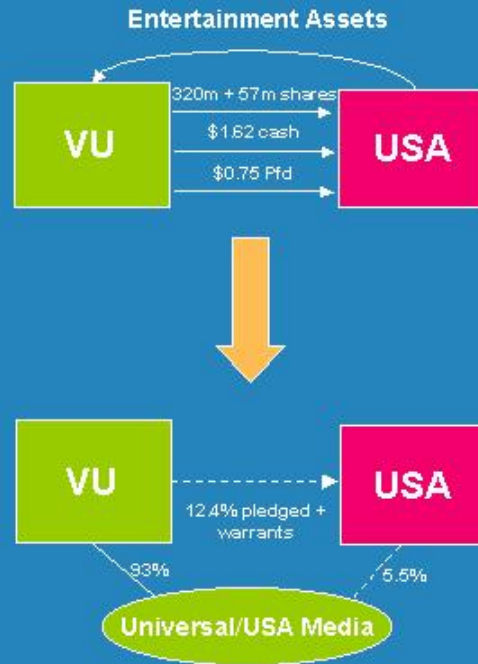 Entertainment Assets
VU
320m + 57m shares
$1.62 cash
$0.75 Pfd
USA
VU
12.4% pledged +
warrants
USA
93%
5.5%
Universal/USA Media